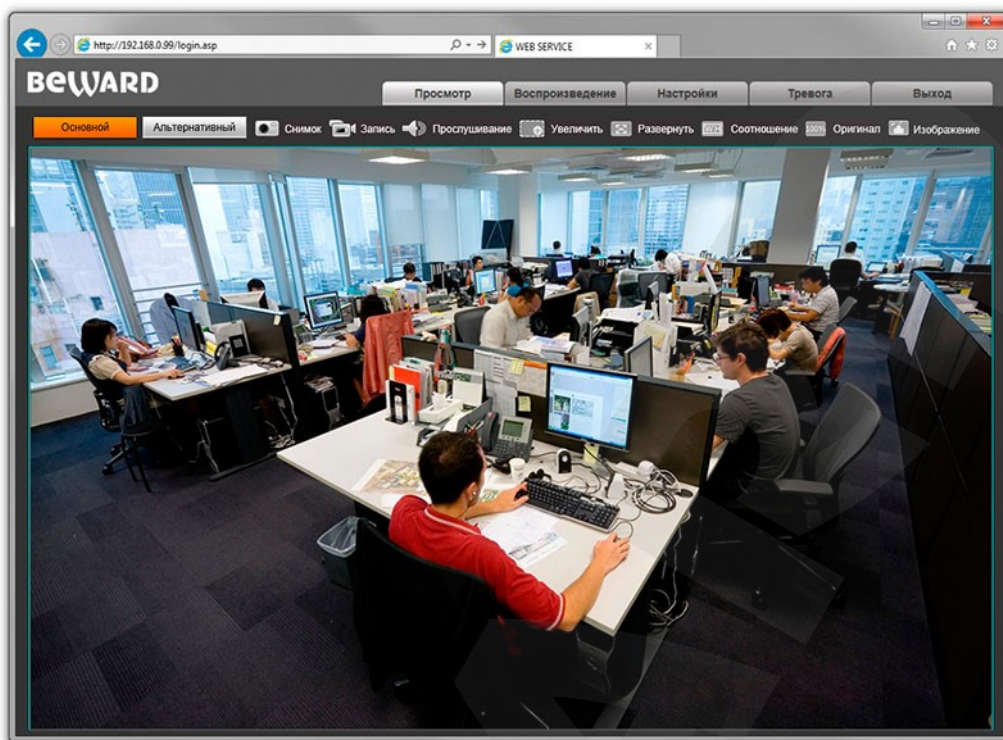 http://192.168.0.99/login.asp WEB SERVICE
BEWARD
Просмотр Воспроизведение Настройки Тревога Выход
Основной Альтернативный Снимок Запись Прослушивание Увеличить Развернуть Соотношение 100% Оригинал Изображение